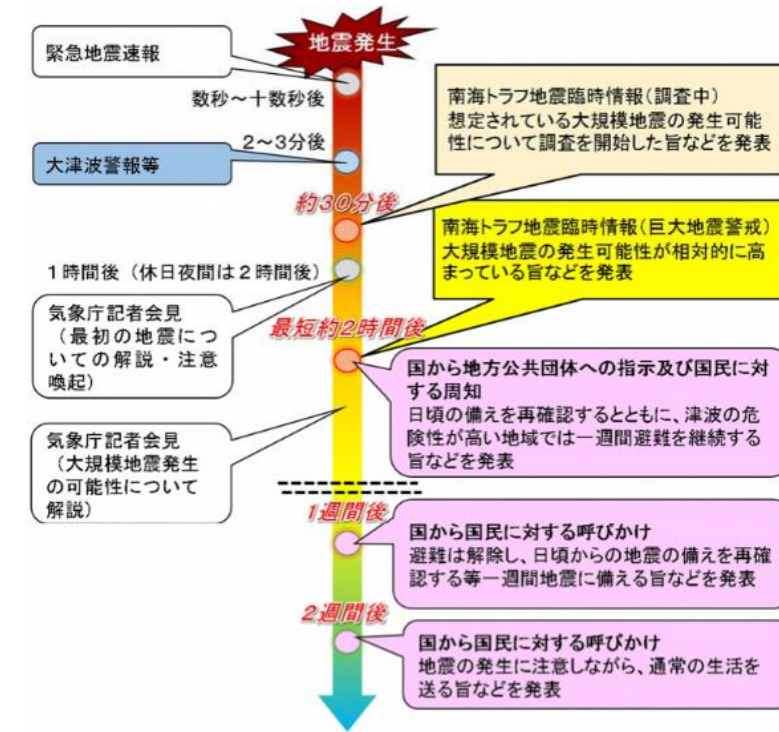 地震発生
緊急地震速報
数秒～十数秒後
2～3分後
大津波警報等
約30分後
南海トラフ地震臨時情報(調査中)
想定されている大規模地震の発生可能
性について調査を開始した旨などを発表
1時間後(休日夜間は2時間後)
気象庁記者会見
(最初の地震につ
いての解説・注意
喚起)
南海トラフ地震臨時情報(巨大地震警戒)
大規模地震の発生可能性が相対的に高
まっている旨などを発表
最短約2時間後
国から地方公共団体への指示及び国民に対
する周知
日頃の備えを再確認するとともに、津波の危
険性が高い地域では一週間避難を継続する
旨などを発表
気象庁記者会見
(大規模地震発生
の可能性について
解説)
1週間後
国から国民に対する呼びかけ
避難は解除し、日頃からの地震の備えを再確
認する等一週間地震に備える旨などを発表
2週間後
国から国民に対する呼びかけ
地震の発生に注意しながら、通常の生活を
送る旨などを発表